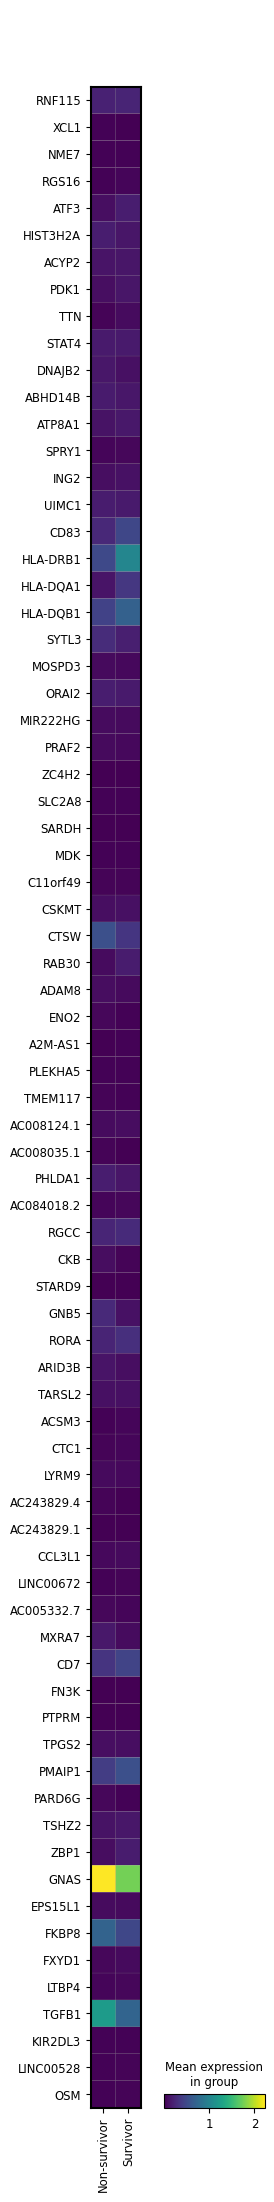 RNF115
XCL1
NME7
RGS16
ATF3
HIST3H2A
ACYP2
PDK1
TTN
STAT4
DNAJB2
ABHD14B
ATP8A1
SPRY1
ING2
UIMC1
CD83
HLA-DRB1
HLA-DQA1
HLA-DQB1
SYTL3
MOSPD3
ORAI2
MIR222HG
PRAF2
ZC4H2
SLC2A8
SARDH
MDK
C11orf49
CSKMT
CTSW
RAB30
ADAM8
ENO2
A2M-AS1
PLEKHA5
TMEM117
AC008124.1
AC008035.1
PHLDA1
AC084018.2
RGCC
CKB
STARD9
GNB5
RORA
ARID3B
TARSL2
ACSM3
CTC1
LYRM9
AC243829.4
AC243829.1
CCL3L1
LINC00672
AC005332.7
MXRA7
CD7
FN3K
PTPRM
TPGS2
PMAIP1
PARD6G
TSHZ2
ZBP1
GNAS
EPS15L1
FKBP8
FXYD1
LTBP4
TGFB1
KIR2DL3
LINC00528
OSM
Non-survivor
Survivor
Mean expression
in group
1 2